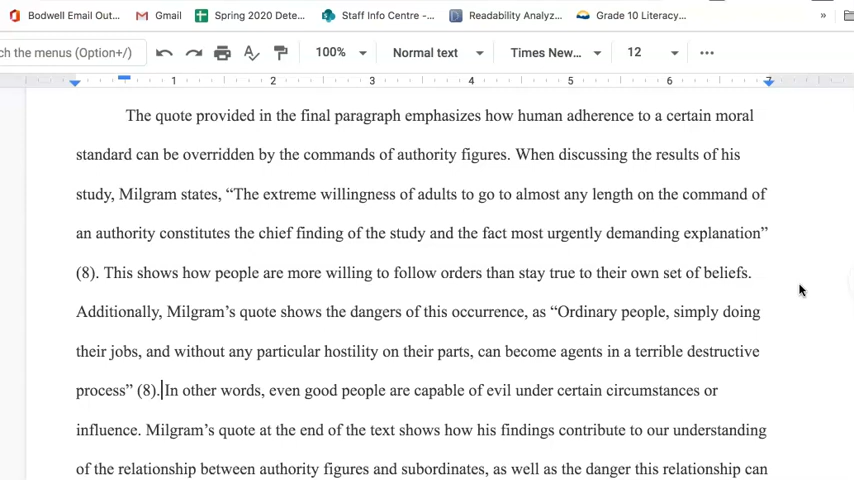 Bodwell Email Out... Gmail Spring 2020 Dete... Staff Info Centre -... Readability Analyz... Grade 10 Literacy... »
ch the menus (Option+/) 100% Normal text Times New... 12
1 2 3 4 5 6 7
The quote provided in the final paragraph emphasizes how human adherence to a certain moral
standard can be overridden by the commands of authority figures. When discussing the results of his
study, Milgram states, “The extreme willingness of adults to go to almost any length on the command of
an authority constitutes the chief finding of the study and the fact most urgently demanding explanation”
(8). This shows how people are more willing to follow orders than stay true to their own set of beliefs.
Additionally, Milgram’s quote shows the dangers of this occurrence, as “Ordinary people, simply doing
their jobs, and without any particular hostility on their parts, can become agents in a terrible destructive
process” (8). In other words, even good people are capable of evil under certain circumstances or
influence. Milgram’s quote at the end of the text shows how his findings contribute to our understanding
of the relationship between authority figures and subordinates, as well as the danger this relationship can